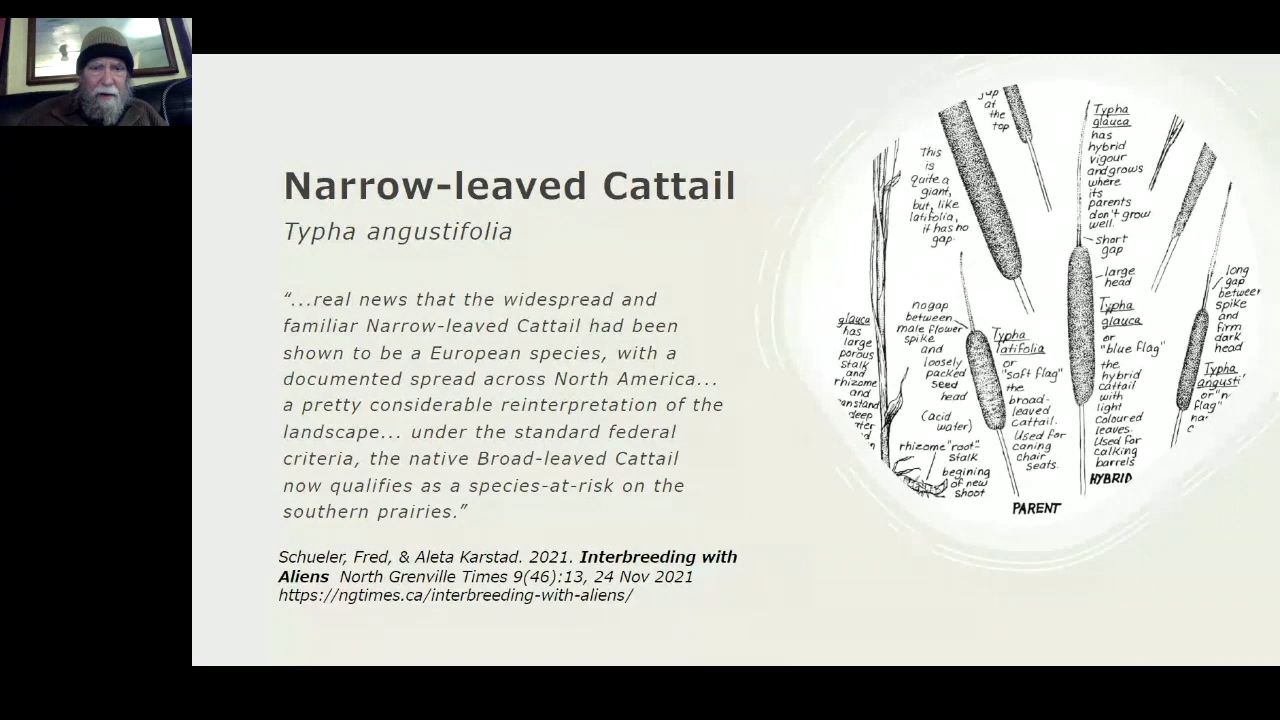 Narrow-leaved Cattail
Typha angustifolia
“...real news that the widespread and
familiar Narrow-leaved Cattail had been
shown to be a European species, with a
documented spread across North America...
a pretty considerable reinterpretation of the
landscape... under the standard federal
criteria, the native Broad-leaved Cattail
now qualifies as a species-at-risk on the
southern prairies.”
Schueler, Fred, & Aleta Karstad. 2021. Interbreeding with
Aliens North Grenville Times 9(46):13, 24 Nov 2021
https://ngtimes.ca/interbreeding-with-aliens/
at
the
top
This
is
quite a
giant,
but, like
latifolia,
it has no
gap.
Typha
glauca
has
hybrid
vigour
and grows
where
its
parents
don't grow
well.
short
gap
large
head
Typha
glauca
or
"blue flag"
the
hybrid
cattail
with
light
coloured
leaves.
Used for
calking
barrels
HYBRID
long
gap
between
spike
and
firm
dark
head
Typha
angusti
or "n
flag"
na
glauca
has
large
porous
stalk
and
rhizome
and
deep
no gap
between
male flower
spike
and
loosely
packed
seed
head
(acid
water)
rhizome "root"
stalk
begining
of new
shoot
Typha
latifolia
or
"soft flag"
the
broad-
leaved
cattail.
Used for
caning
chair
seats.
PARENT